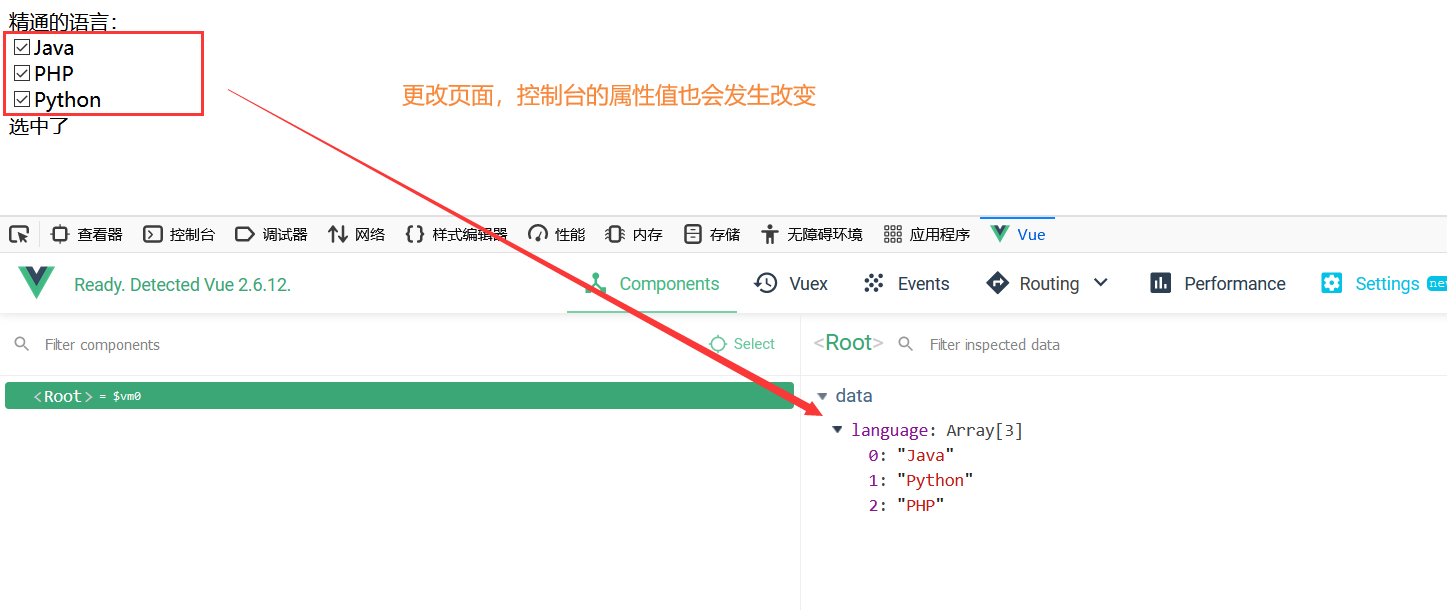 精通的语言：
Java
PHP
Python
选中了
更改页面，控制台的属性值也会发生改变
查看器 控制台 调试器 网络 样式编辑器 性能 内存 存储 无障碍环境 应用程序 Vue
Ready. Detected Vue 2.6.12. Components Vuex Events Routing Performance Settings new
Filter components Select <Root> Filter inspected data
<Root> = $vm0
data
language: Array[3]
0: "Java"
1: "Python"
2: "PHP"